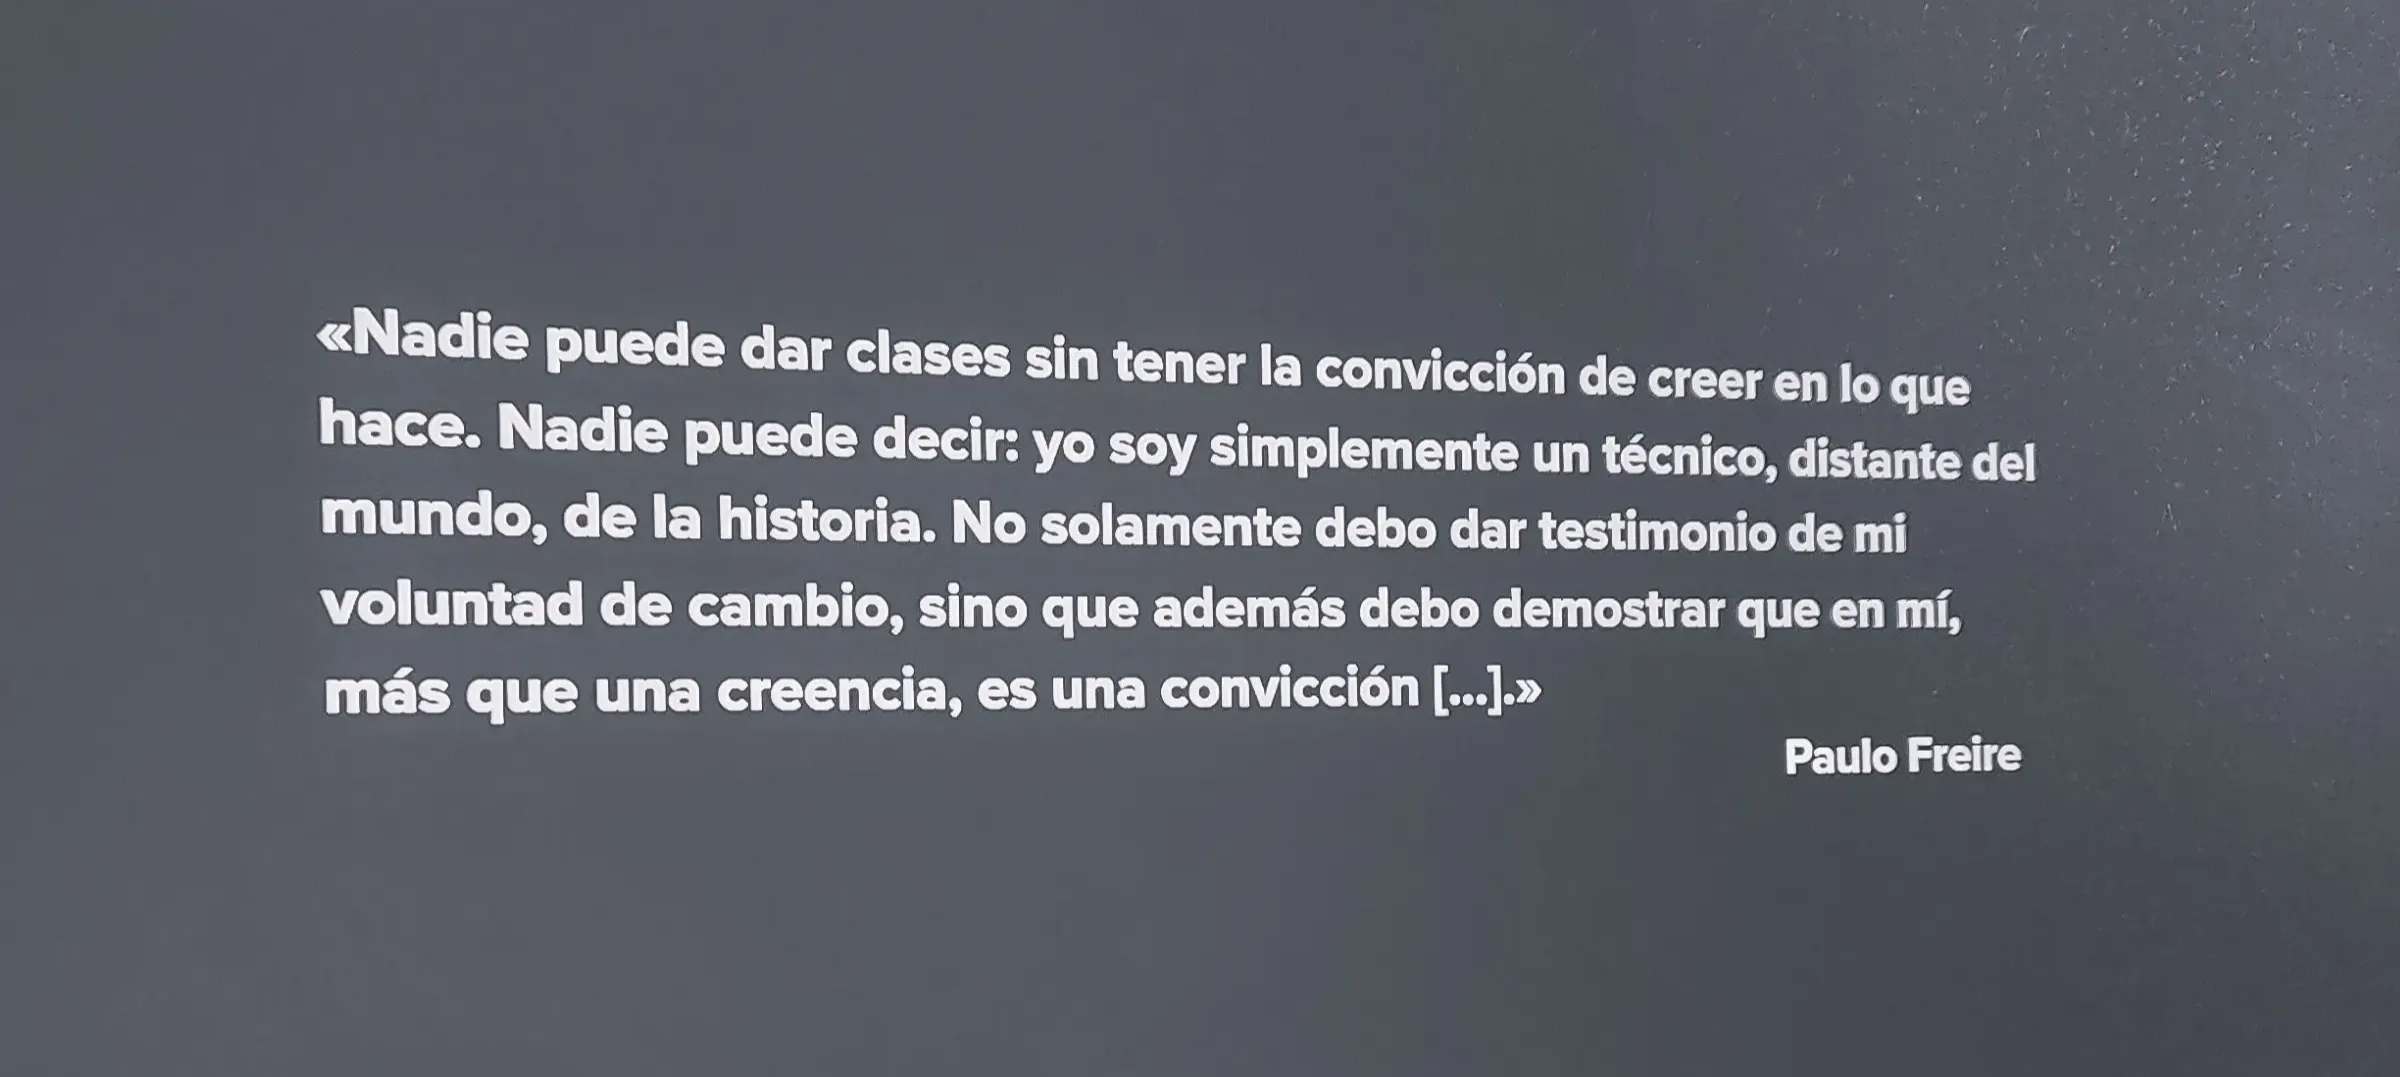 «Nadie puede dar clases sin tener la convicción de creer en lo que
hace. Nadie puede decir: yo soy simplemente un técnico, distante del
mundo, de la historia. No solamente debo dar testimonio de mi
voluntad de cambio, sino que además debo demostrar que en mí,
más que una creencia, es una convicción [...].»
Paulo Freire